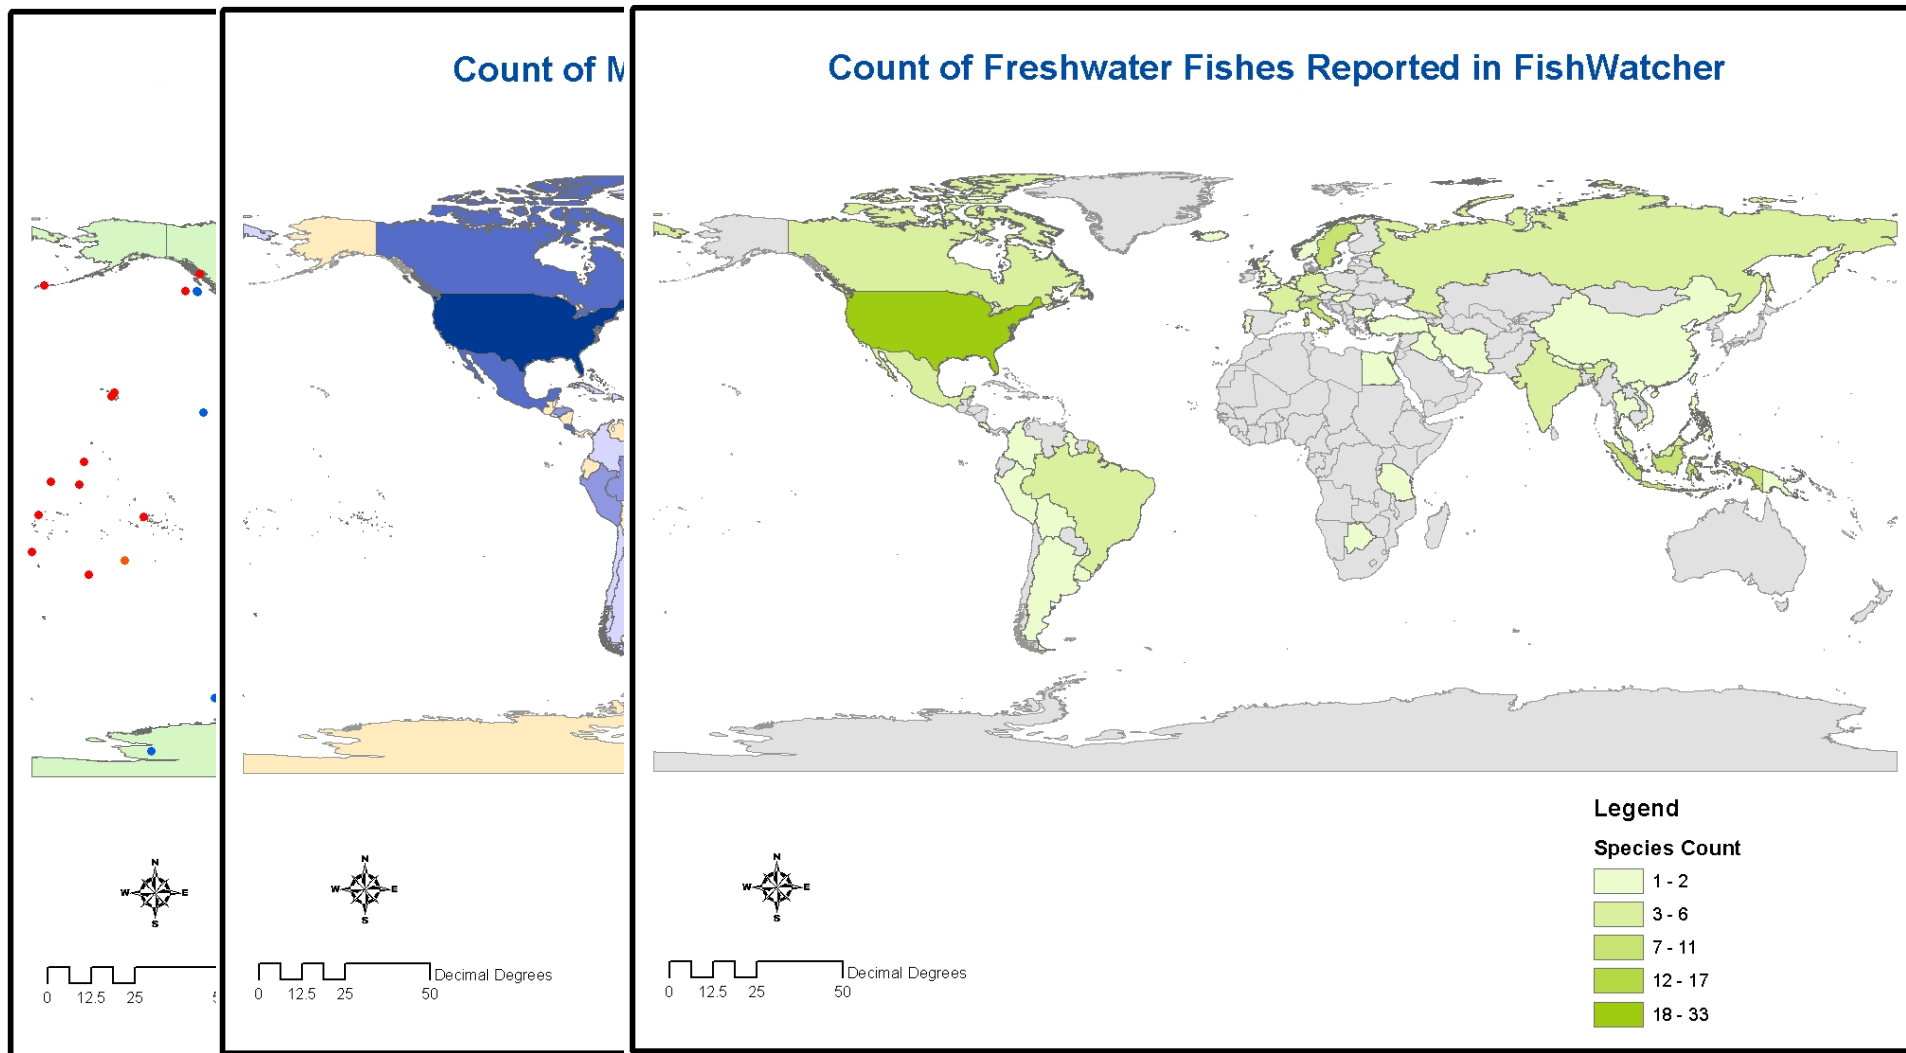 Count of M
Count of Freshwater Fishes Reported in FishWatcher
Legend
Species Count
1 - 2
3 - 6
7 - 11
12 - 17
18 - 33
N
W E
S
N
W E
S
N
W E
S
0 12.5 25
Decimal Degrees
0 12.5 25 50
Decimal Degrees
0 12.5 25 50